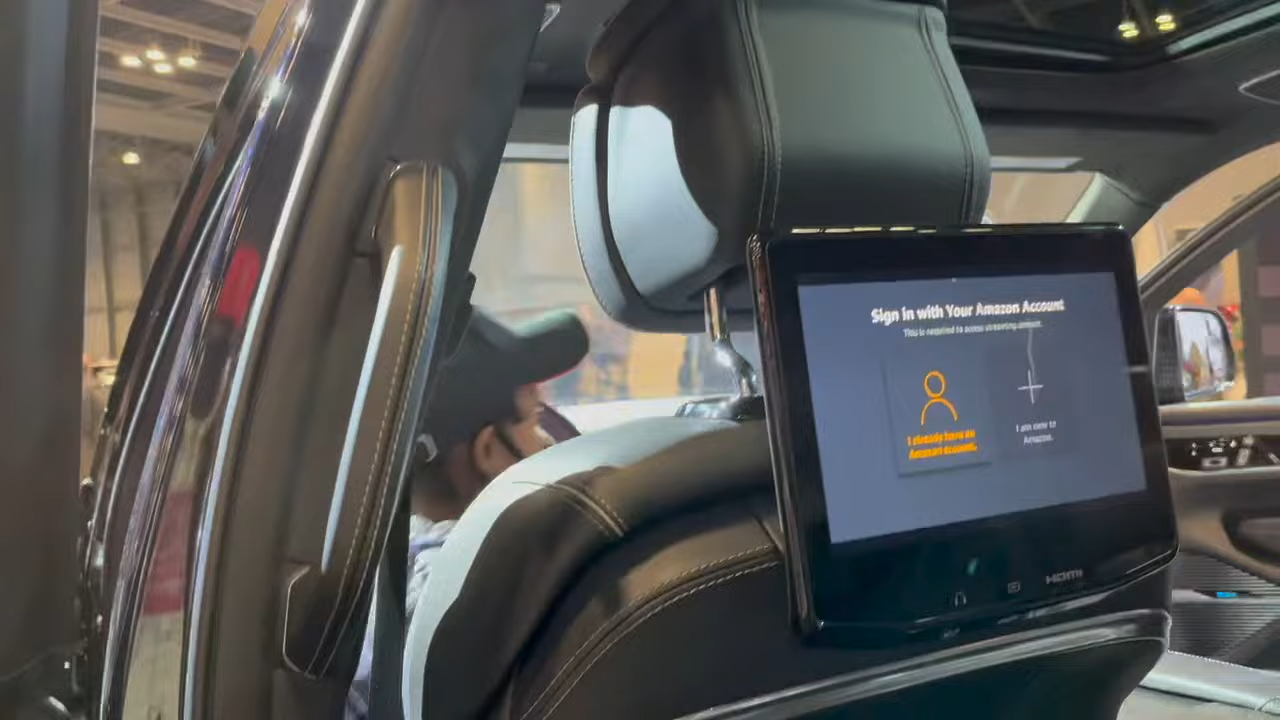 Sign in with Your Amazon Account
This is required to access streaming content.
I already have an
Amazon account.
I am new to
Amazon.
HDMI